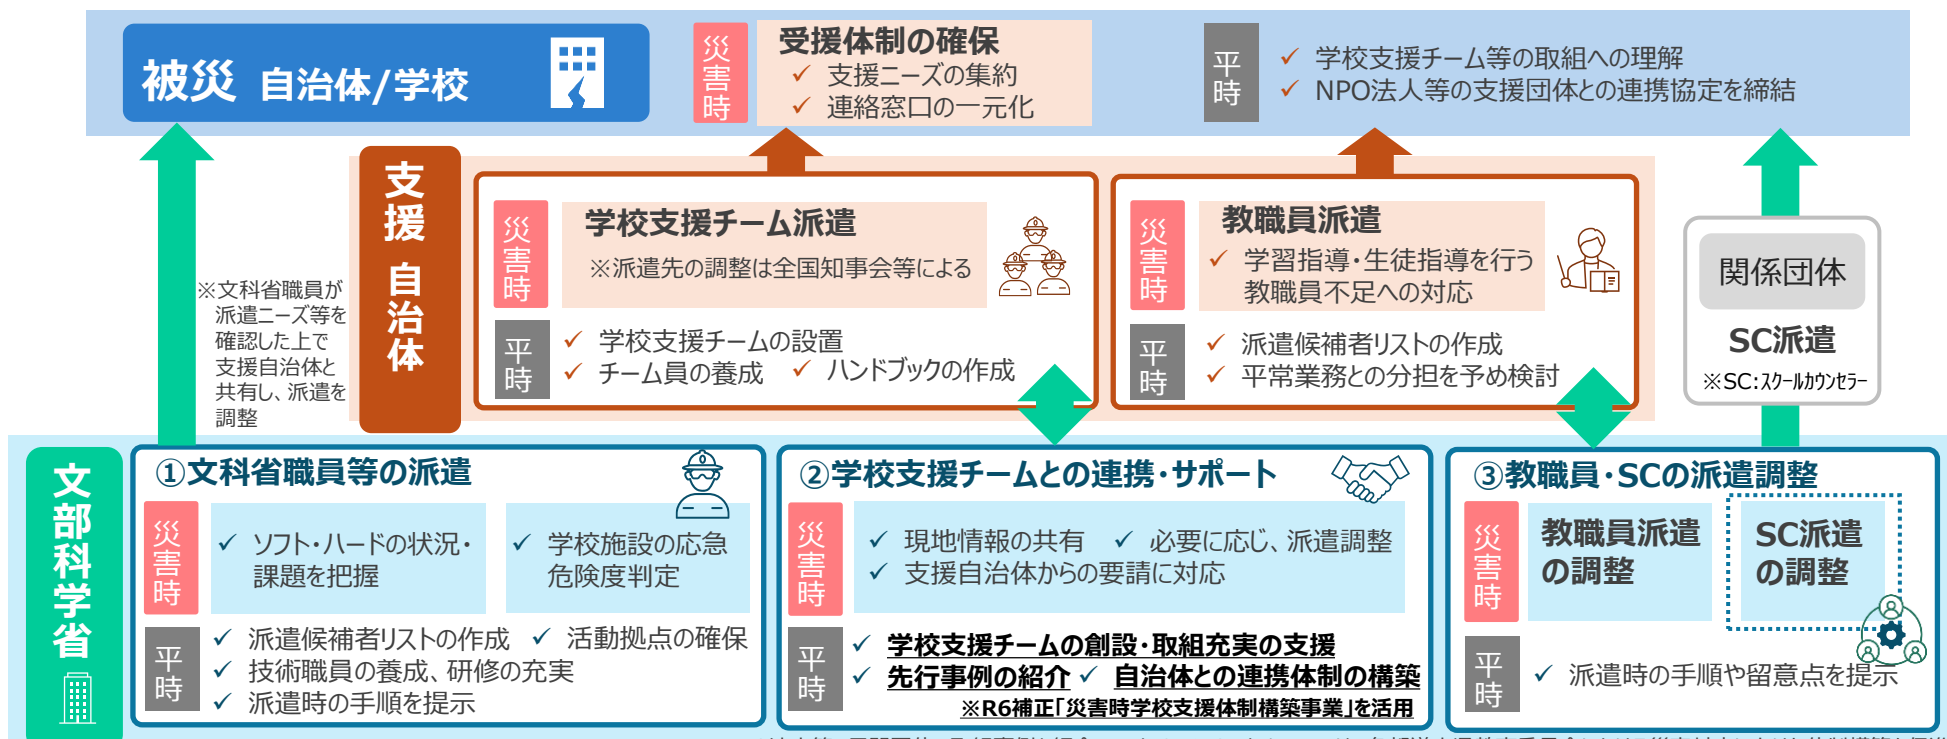 被災 自治体/学校
災害時
受援体制の確保
✓ 支援ニーズの集約
✓ 連絡窓口の一元化
平時
✓ 学校支援チーム等の取組への理解
✓ NPO法人等の支援団体との連携協定を締結
支援 自治体
災害時
学校支援チーム派遣
※派遣先の調整は全国知事会等による
平時
✓ 学校支援チームの設置
✓ チーム員の養成 ✓ ハンドブックの作成
災害時
教職員派遣
✓ 学習指導・生徒指導を行う
教職員不足への対応
平時
✓ 派遣候補者リストの作成
✓ 平常業務との分担を予め検討
関係団体
SC派遣
※SC:スクールカウンセラー
※文科省職員が
派遣ニーズ等を
確認した上で
支援自治体と
共有し、派遣を
調整
文部科学省
①文科省職員等の派遣
災害時
✓ ソフト・ハードの状況・
課題を把握
✓ 学校施設の応急
危険度判定
平時
✓ 派遣候補者リストの作成 ✓ 活動拠点の確保
✓ 技術職員の養成、研修の充実
✓ 派遣時の手順を提示
②学校支援チームとの連携・サポート
災害時
✓ 現地情報の共有 ✓ 必要に応じ、派遣調整
✓ 支援自治体からの要請に対応
平時
✓ 学校支援チームの創設・取組充実の支援
✓ 先行事例の紹介 ✓ 自治体との連携体制の構築
※R6補正「災害時学校支援体制構築事業」を活用
③教職員・SCの派遣調整
災害時
教職員派遣
の調整
SC派遣
の調整
平時
✓ 派遣時の手順や留意点を提示